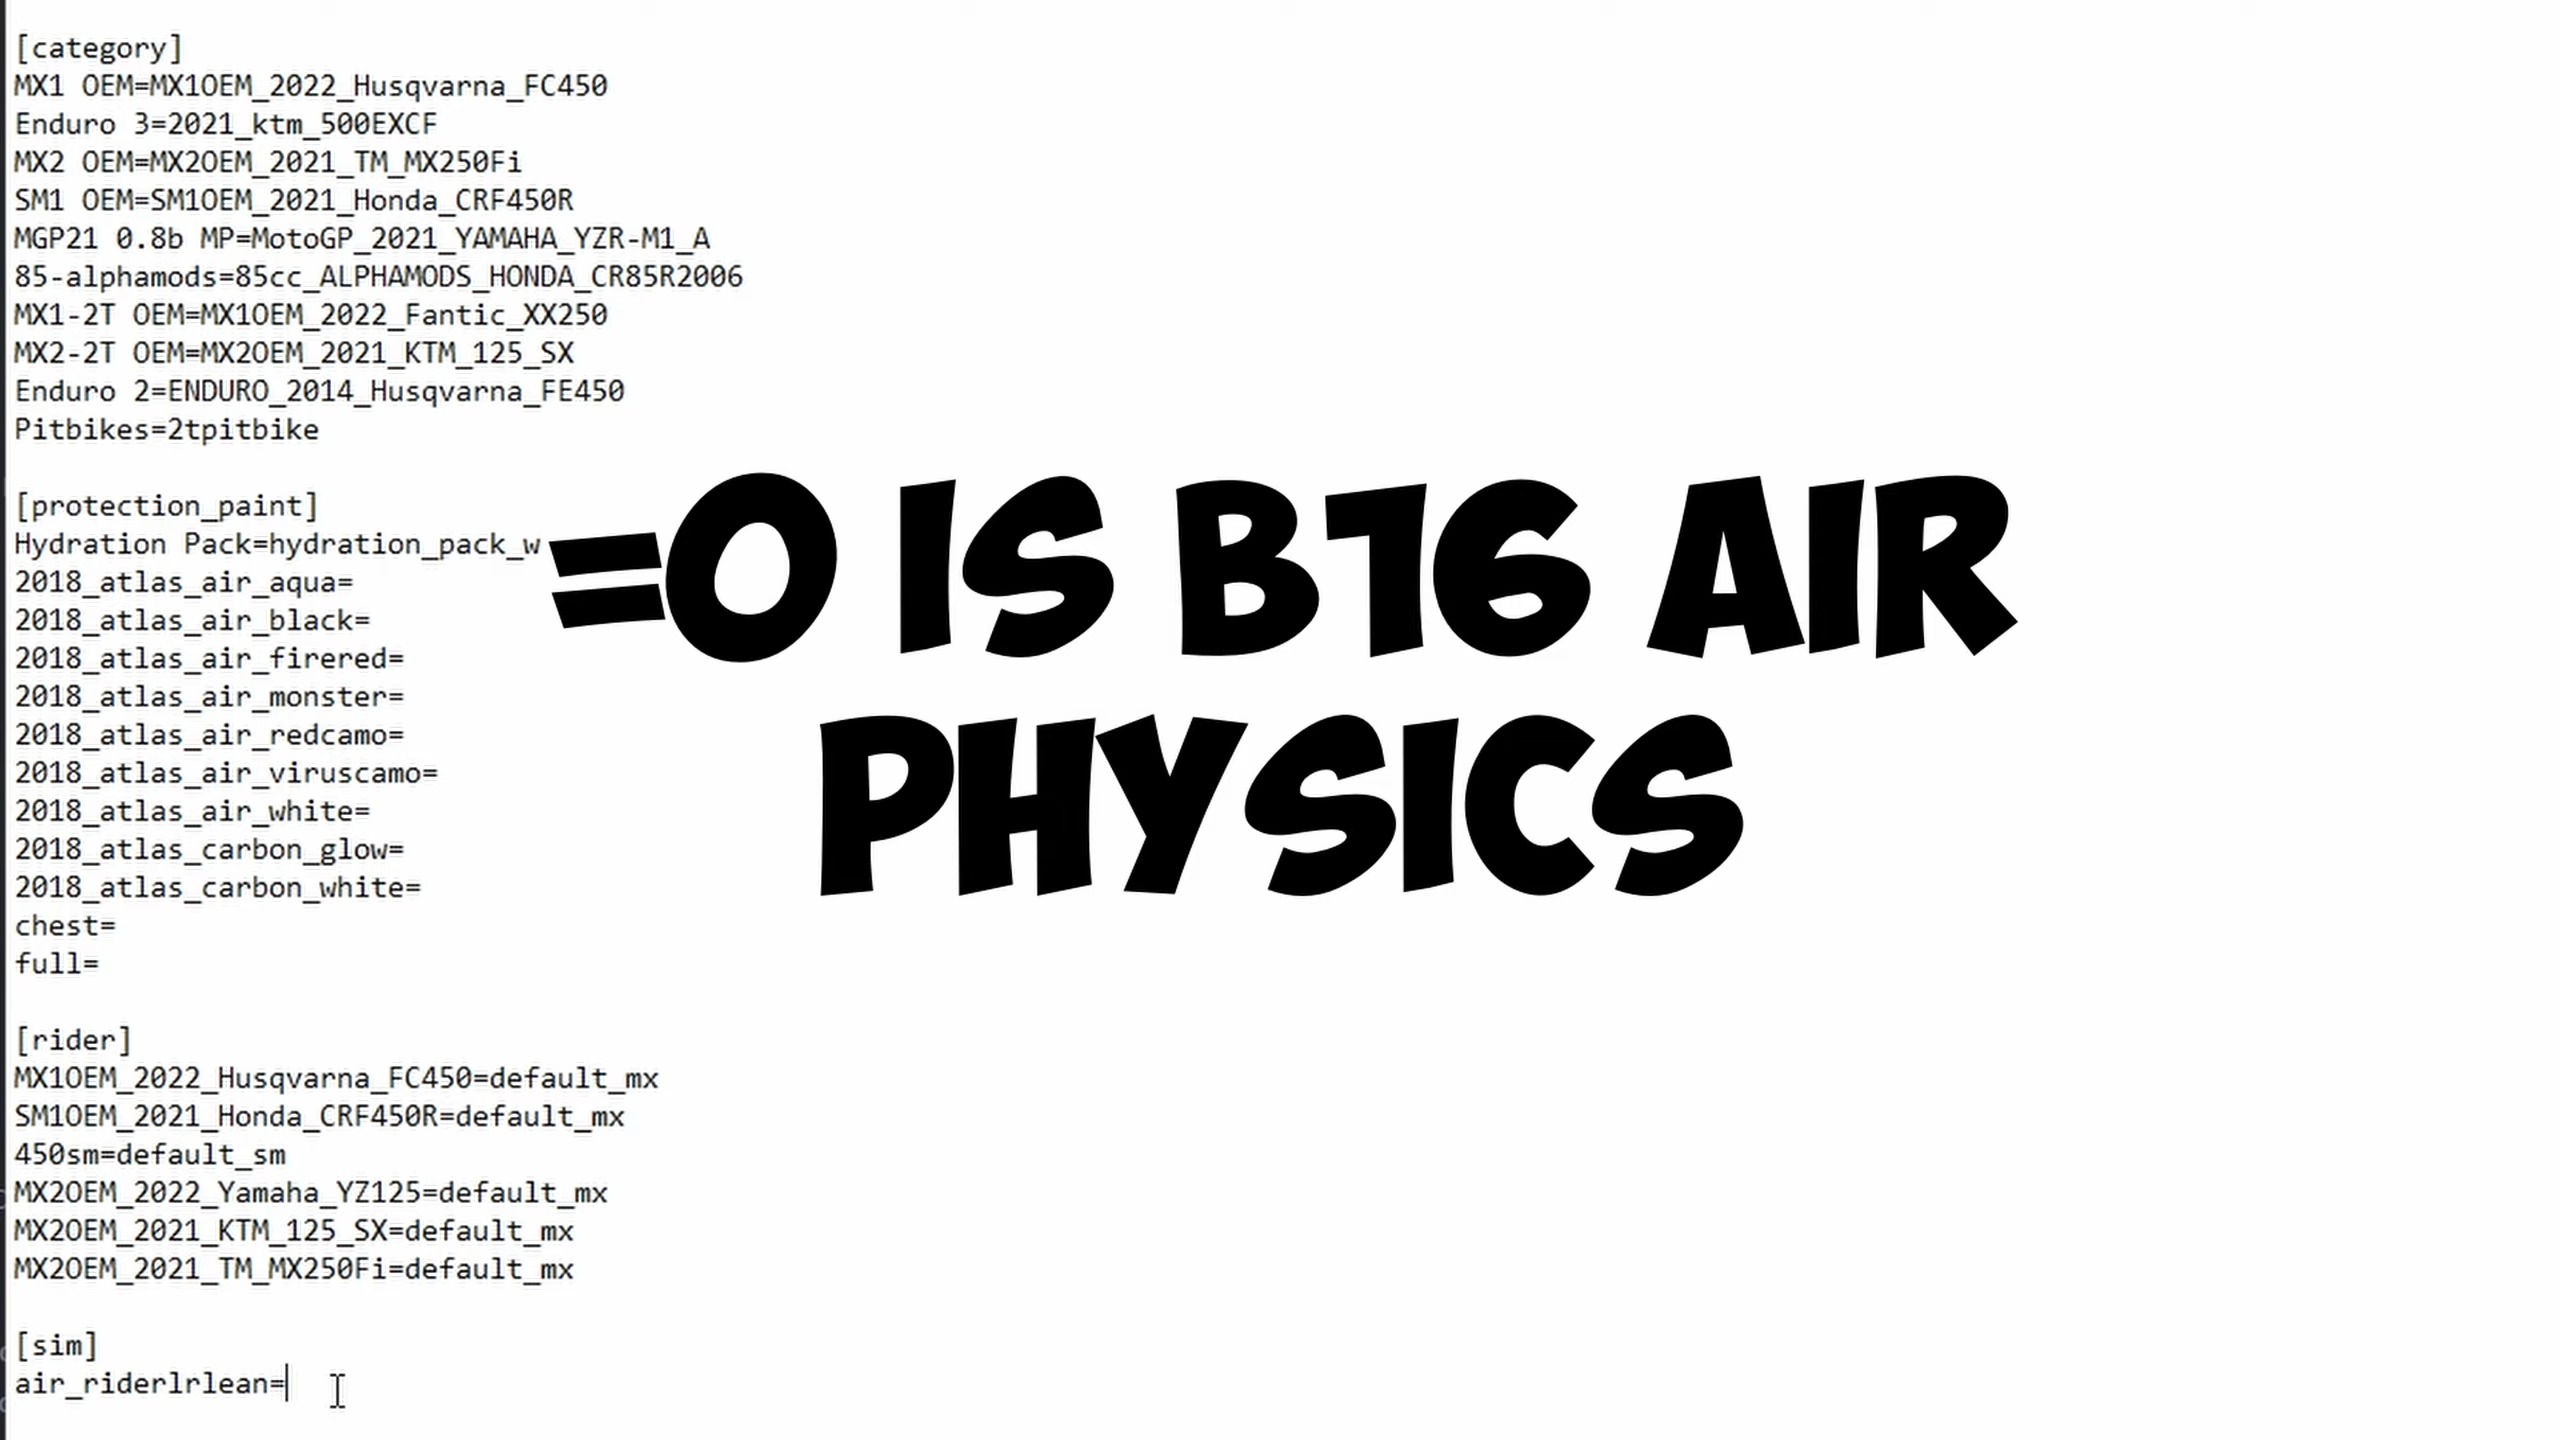 [category]
MX1 OEM=MX1OEM_2022_Husqvarna_FC450
Enduro 3=2021_ktm_500EXCF
MX2 OEM=MX2OEM_2021_TM_MX250Fi
SM1 OEM=SM1OEM_2021_Honda_CRF450R
MGP21 0.8b MP=MotoGP_2021_YAMAHA_YZR-M1_A
85-alphamods=85cc_ALPHAMODS_HONDA_CR85R2006
MX1-2T OEM=MX1OEM_2022_Fantic_XX250
MX2-2T OEM=MX2OEM_2021_KTM_125_SX
Enduro 2=ENDURO_2014_Husqvarna_FE450
Pitbikes=2tpitbike
[protection_paint]
Hydration Pack=hydration_pack_w
2018_atlas_air_aqua=
2018_atlas_air_black=
2018_atlas_air_firered=
2018_atlas_air_monster=
2018_atlas_air_redcamo=
2018_atlas_air_viruscamo=
2018_atlas_air_white=
2018_atlas_carbon_glow=
2018_atlas_carbon_white=
chest=
full=
[rider]
MX1OEM_2022_Husqvarna_FC450=default_mx
SM1OEM_2021_Honda_CRF450R=default_mx
450sm=default_sm
MX2OEM_2022_Yamaha_YZ125=default_mx
MX2OEM_2021_KTM_125_SX=default_mx
MX2OEM_2021_TM_MX250Fi=default_mx
[sim]
air_riderlrlean=
=0 IS B16 AIR
PHYSICS